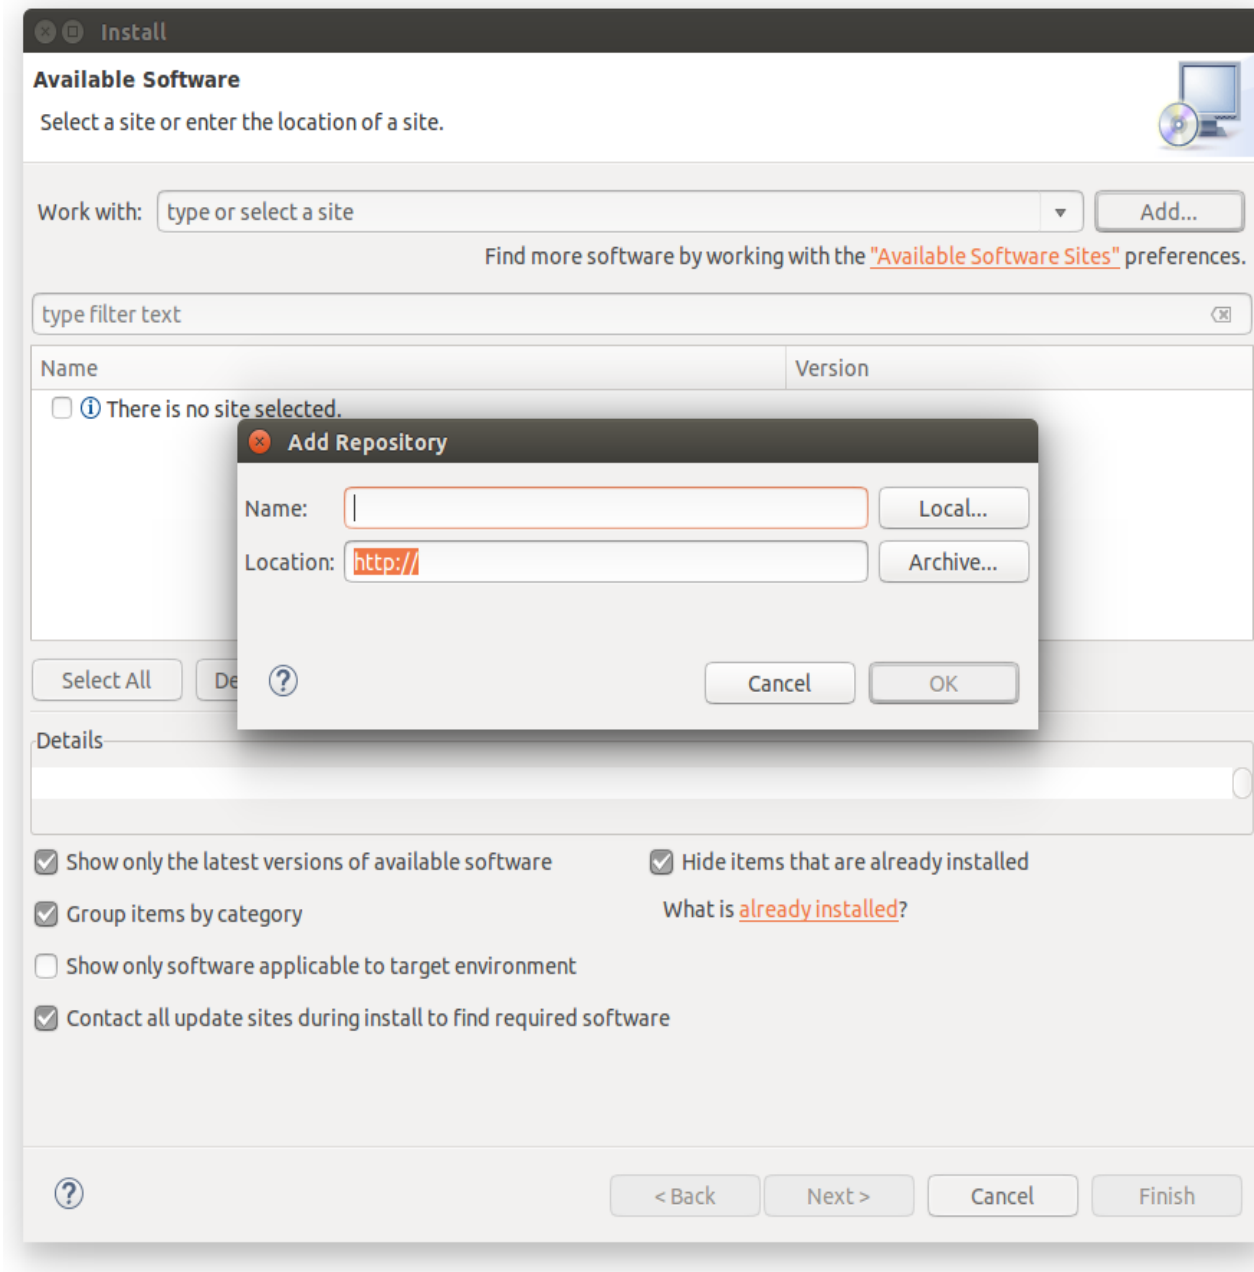 Install
Available Software
Select a site or enter the location of a site.
Work with: type or select a site Add...
Find more software by working with the "Available Software Sites" preferences.
type filter text
Name Version
There is no site selected.
Add Repository
Name: Local...
Location: http:// Archive...
Select All De
Cancel OK
Details
Show only the latest versions of available software Hide items that are already installed
Group items by category What is already installed?
Show only software applicable to target environment
Contact all update sites during install to find required software
< Back Next > Cancel Finish